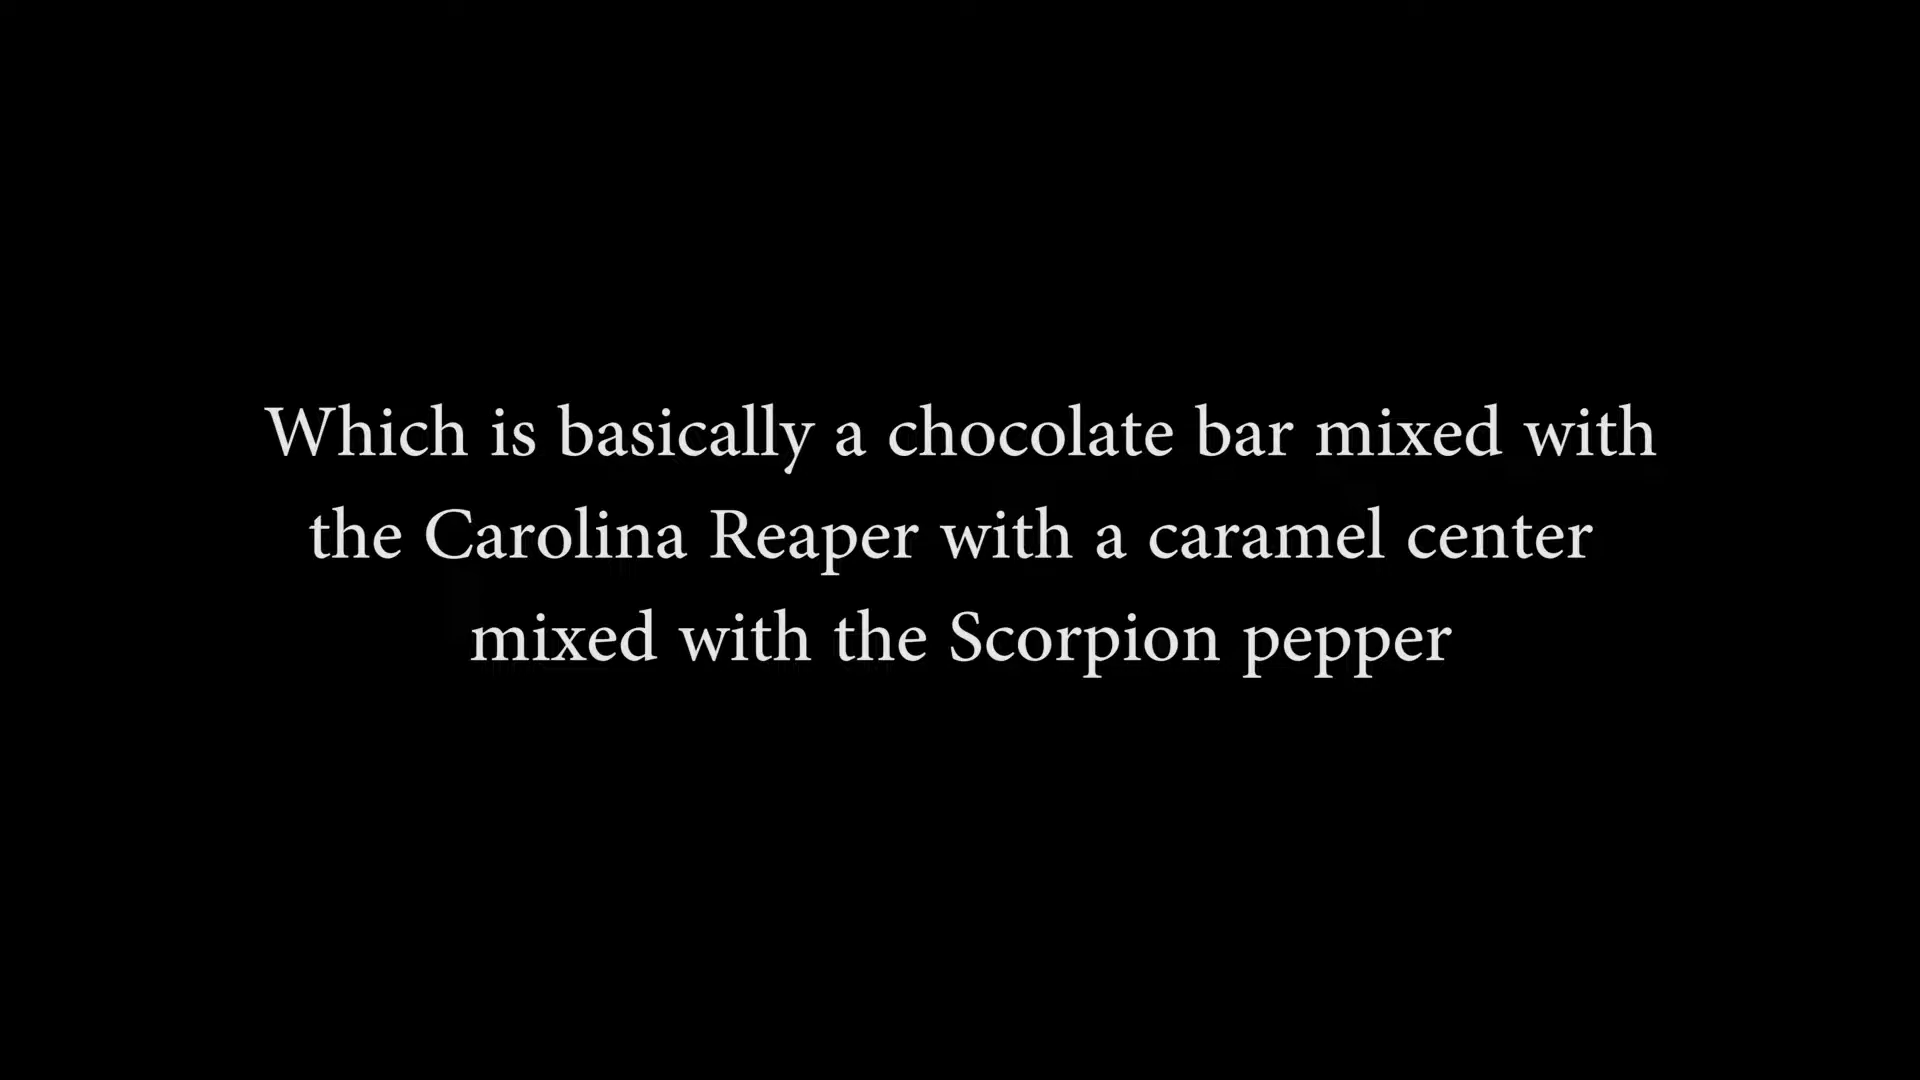 Which is basically a chocolate bar mixed with
the Carolina Reaper with a caramel center
mixed with the Scorpion pepper